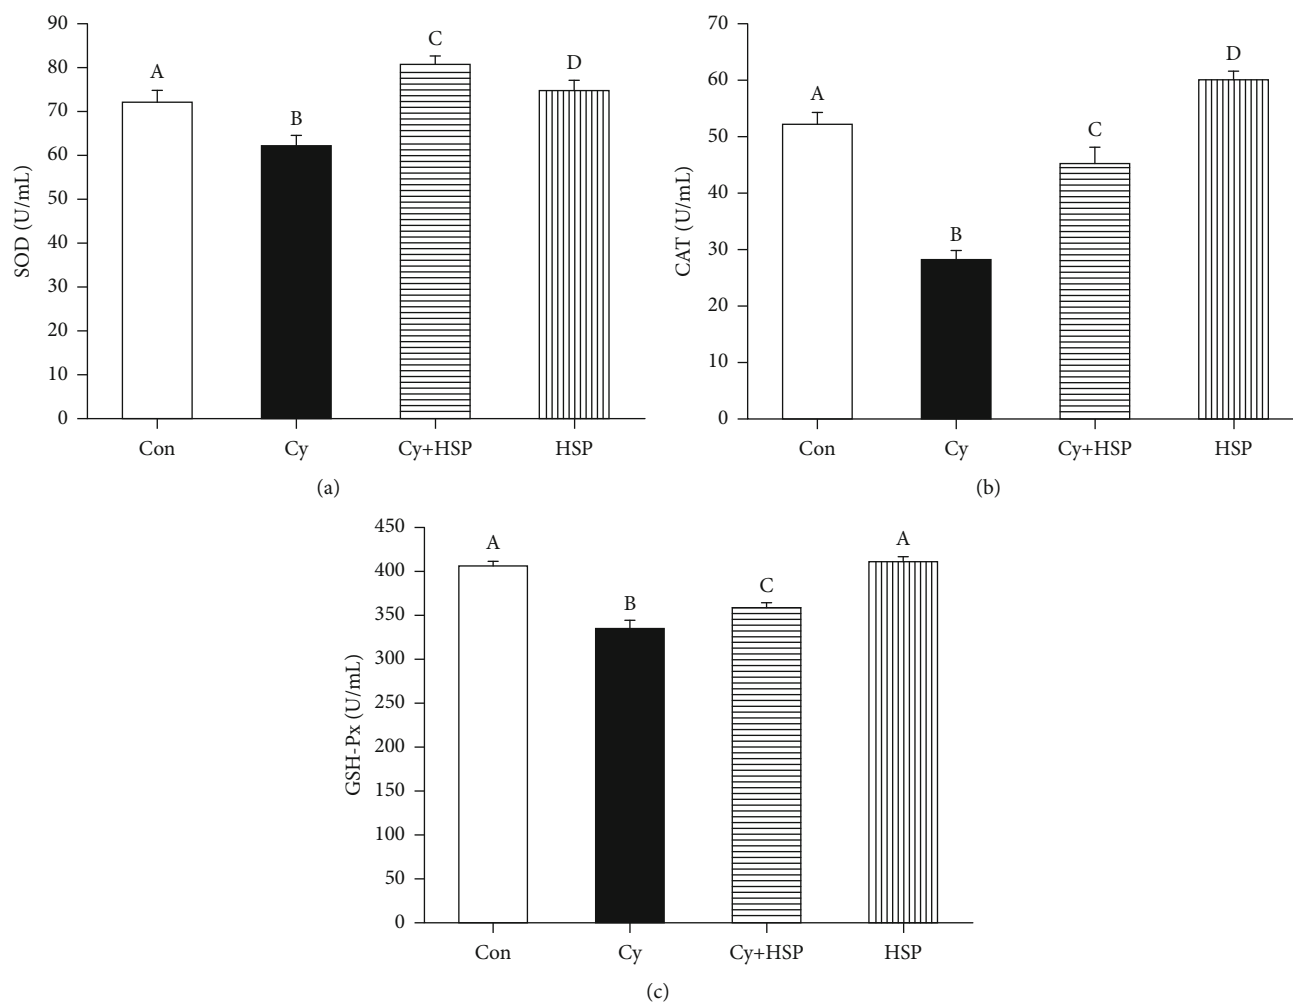 90
80
70
60
50
40
30
20
10
0
SOD (U/mL)
A
B
C
D
Con
Cy
Cy+HSP
HSP
(a)
70
60
50
40
30
20
10
0
CAT (U/mL)
A
B
C
D
Con
Cy
Cy+HSP
HSP
(b)
450
400
350
300
250
200
150
100
50
0
GSH-Px (U/mL)
A
B
C
A
Con
Cy
Cy+HSP
HSP
(c)